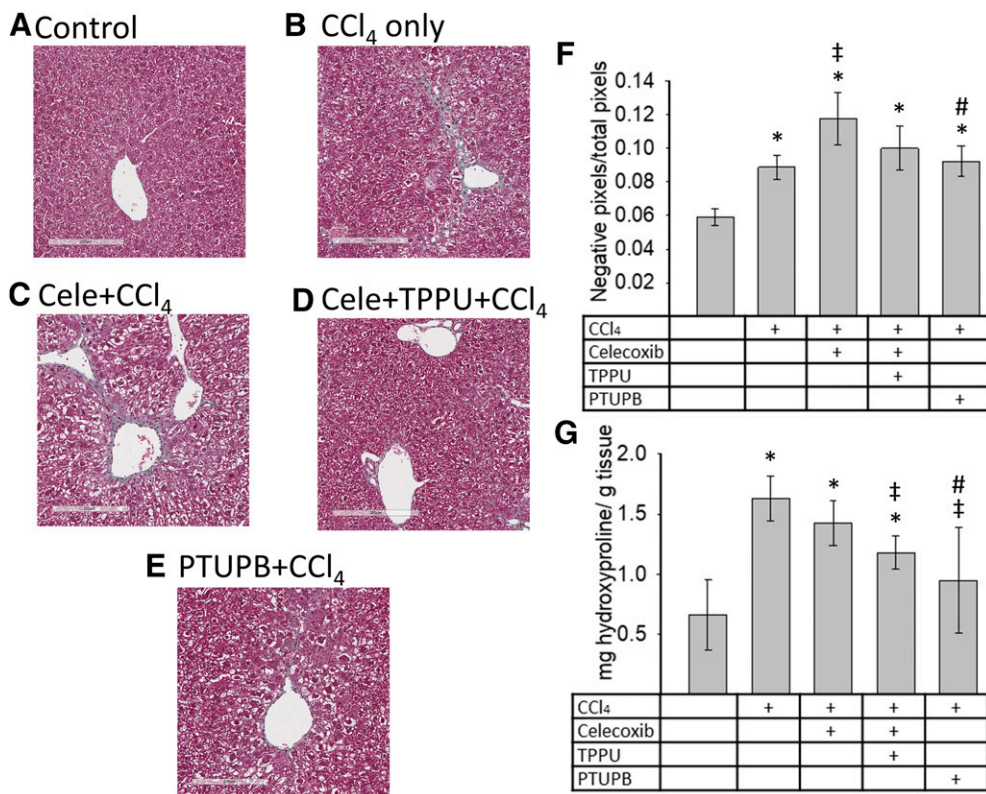 A Control
B CCl₄ only
C Cele+CCl₄
D Cele+TPPU+CCl₄
E PTUPB+CCl₄
F
Negative pixels/total pixels
0.14
0.12
0.10
0.08
0.06
0.04
0.02
0.00
*
‡
*
*
#
*
CCl₄ + + + +
Celecoxib + +
TPPU +
PTUPB +
G
mg hydroxyproline/ g tissue
2.0
1.5
1.0
0.5
*
*
‡
*
#
‡
CCl₄ + + + +
Celecoxib + +
TPPU +
PTUPB +